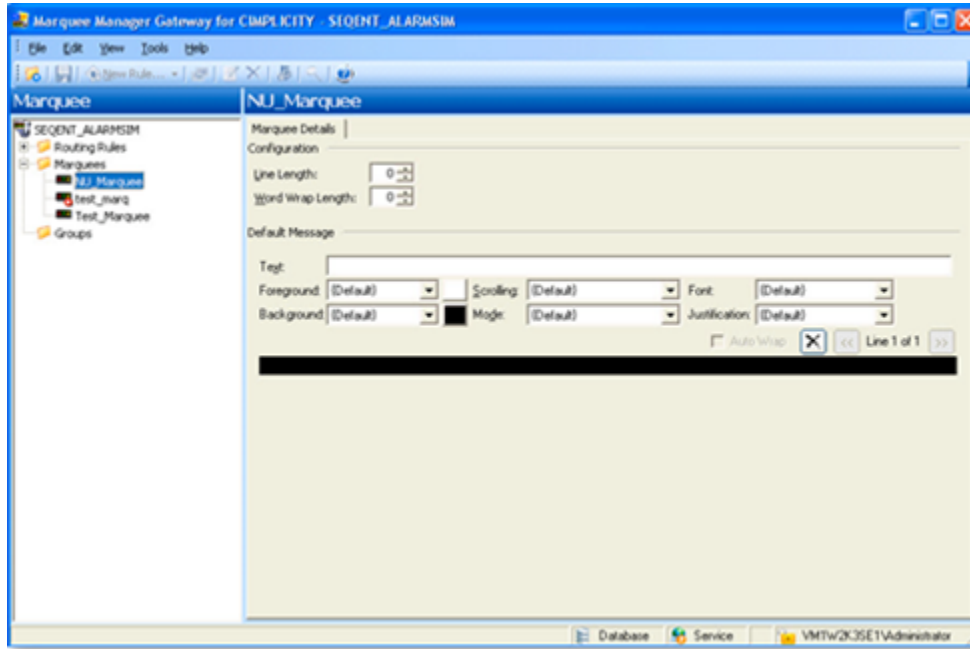 Marquee Manager Gateway for CIMPLICITY - SEQENT_ALARMSIM
File Edit View Tools Help
New Rule...
Marquee
NU_Marquee
SEQENT_ALARMSIM
Routing Rules
Marquees
NU_Marquee
test_marq
Test_Marquee
Groups
Marquee Details
Configuration
Line Length: 0
Word Wrap Length: 0
Default Message
Text:
Foreground: (Default) Scrolling: (Default) Font: (Default)
Background: (Default) Mode: (Default) Justification: (Default)
Auto Wrap << Line 1 of 1 >>
Database Service VM1W2K3SE1\Administrator